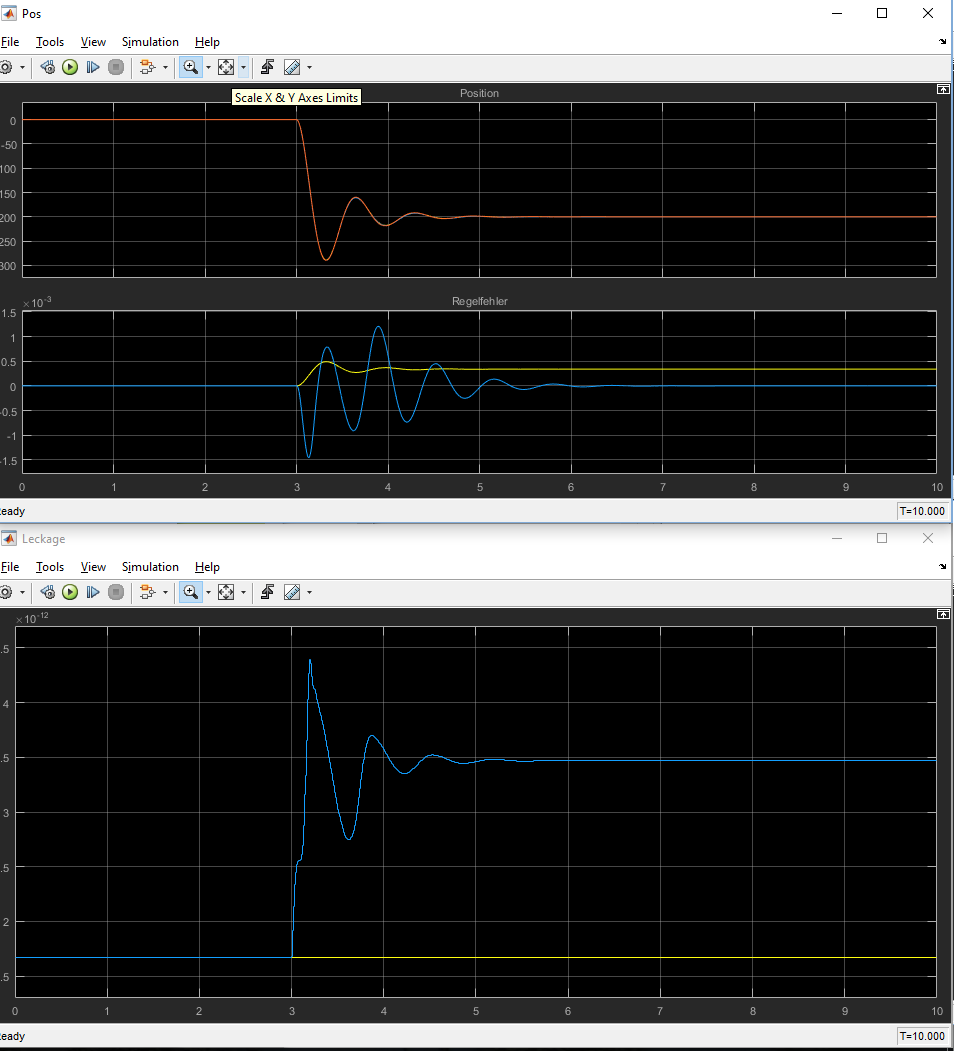 Pos
File Tools View Simulation Help
Scale X & Y Axes Limits
Position
0
-50
100
150
200
250
300
Regelfehler
×10-3
1.5
1
0.5
0
-0.5
-1
-1.5
0 1 2 3 4 5 6 7 8 9 10
eady T=10.000
Leckage
File Tools View Simulation Help
×10-12
.5
4
.5
3
.5
2
.5
0 1 2 3 4 5 6 7 8 9 10
eady T=10.000